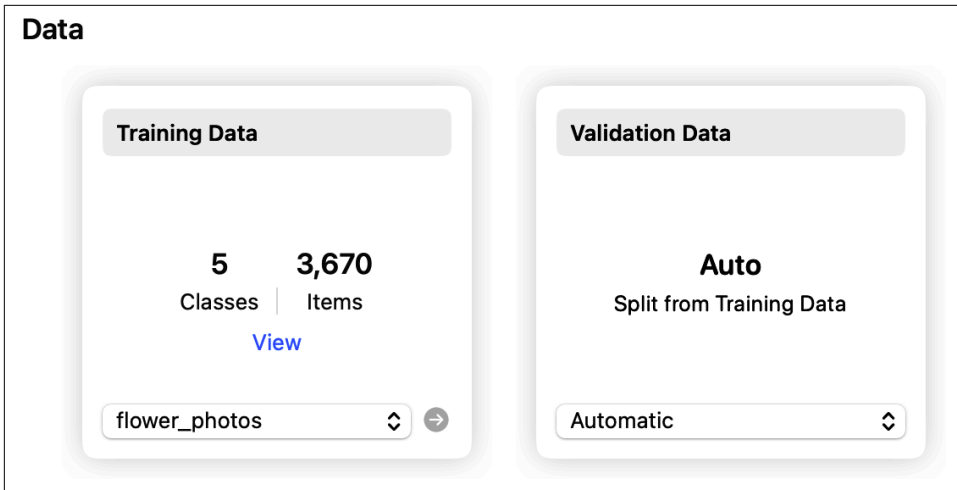 Data
Training Data
5
Classes
3,670
Items
View
flower_photos
Validation Data
Auto
Split from Training Data
Automatic